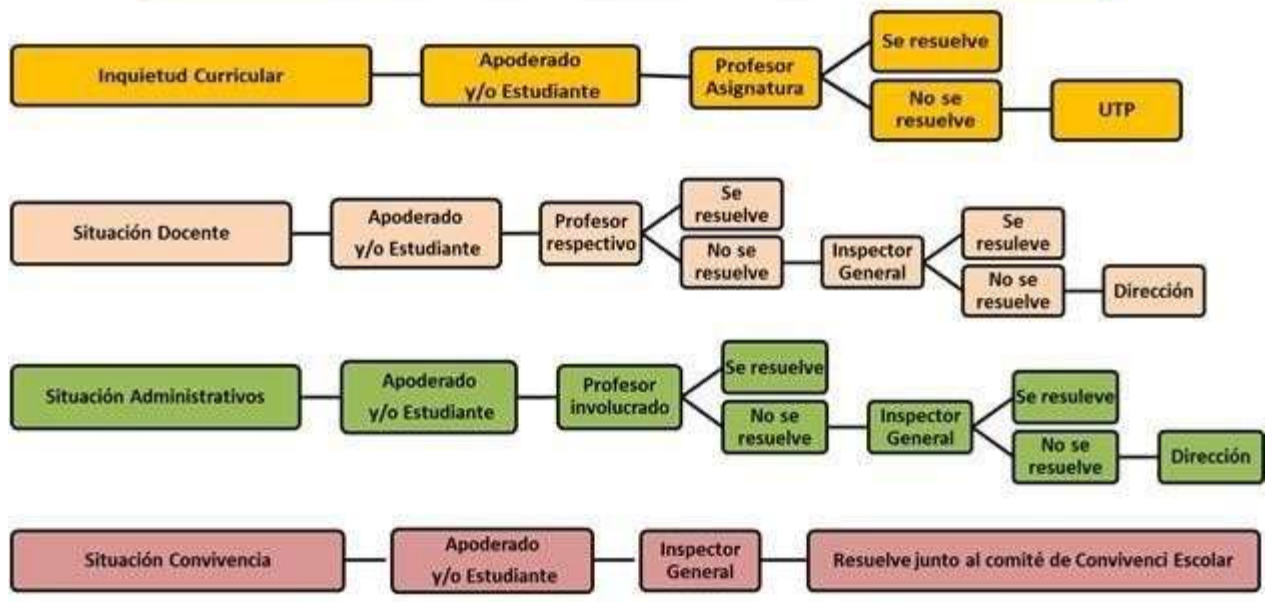 Inquietud Curricular
Apoderado
y/o Estudiante
Profesor
Asignatura
Se resuelve
No se
resuelve
UTP
Situación Docente
Apoderado
y/o Estudiante
Profesor
respectivo
Se
resuelve
No se
resuelve
Inspector
General
Se
resuleve
No se
resuelve
Dirección
Situación Administrativos
Apoderado
y/o Estudiante
Profesor
involucrado
Se resuelve
No se
resuelve
Inspector
General
Se resuleve
No se
resuelve
Dirección
Situación Convivencia
Apoderado
y/o Estudiante
Inspector
General
Resuelve junto al comité de Convivenci Escolar